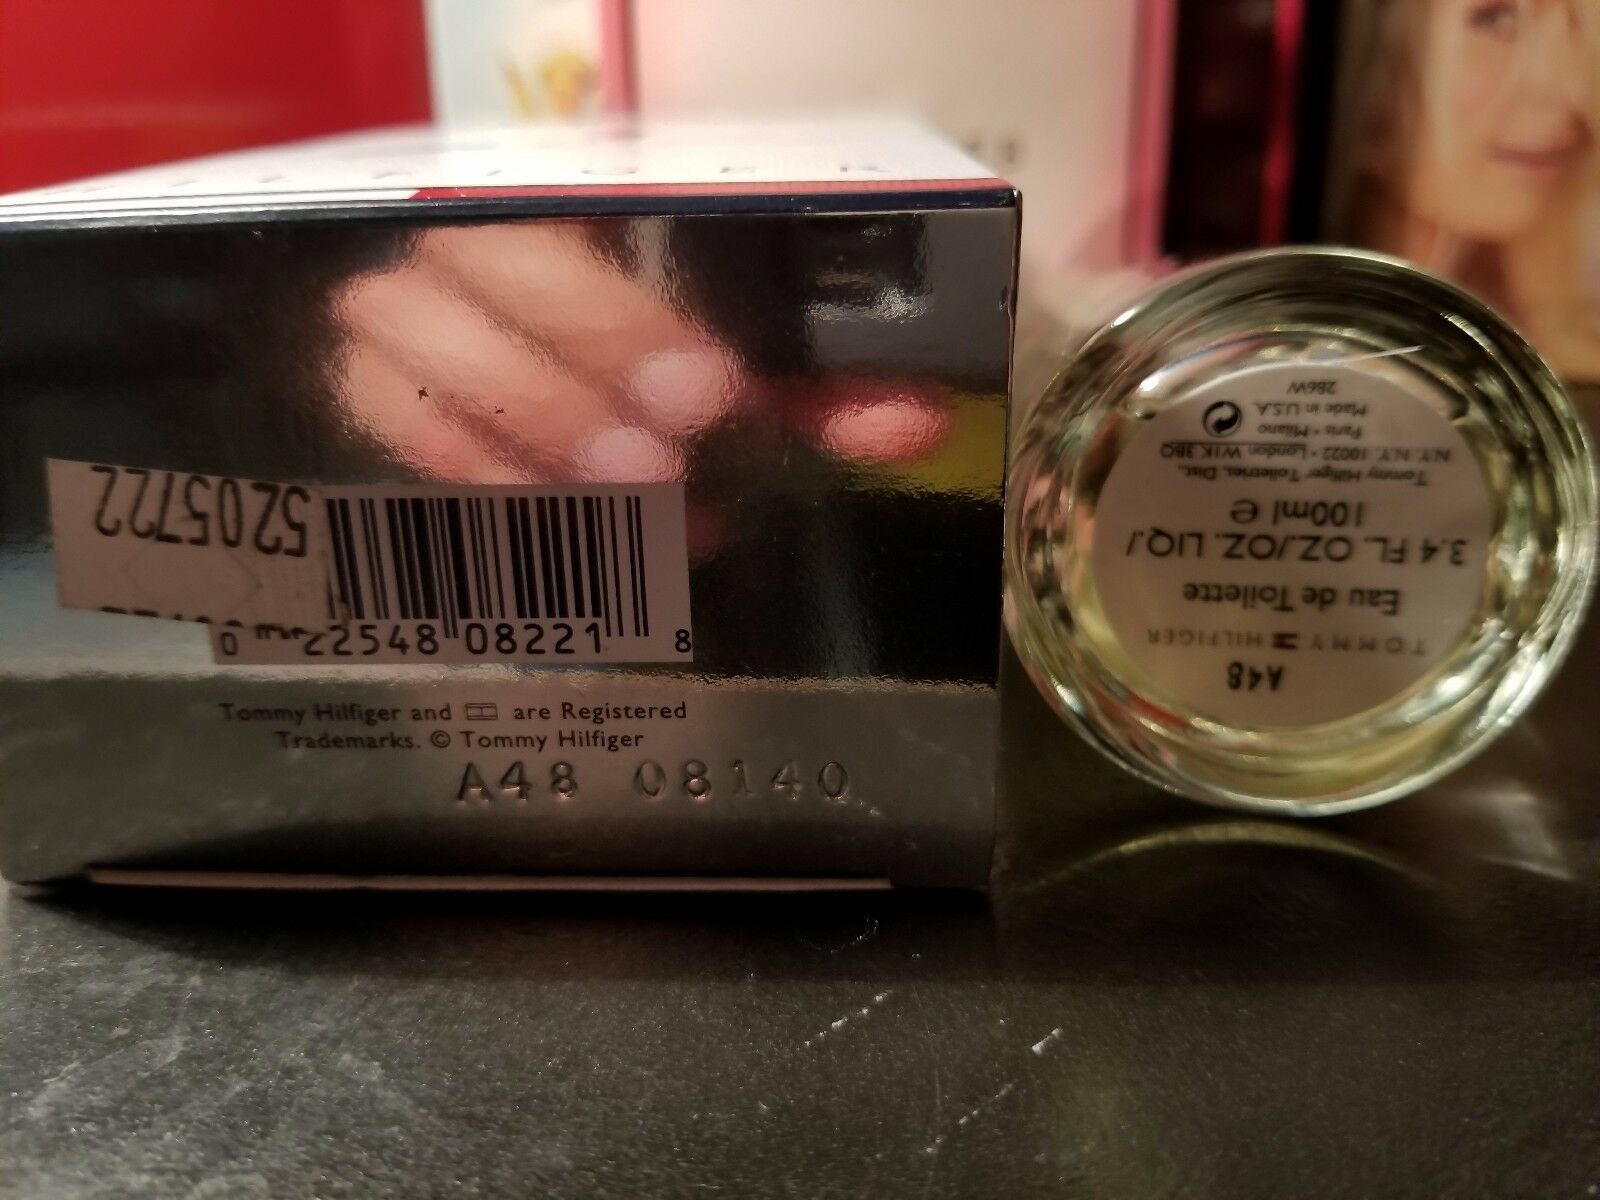 HILFIGER
5205722
0 22548 08221 8
Tommy Hilfiger and are Registered
Trademarks. © Tommy Hilfiger
A48 08140
A48
TOMMY HILFIGER
Eau de Toilette
3.4 FL. OZ./OZ. LIQ./
100ml ℮
Tommy Hilfiger Toiletries, Dist.
N.Y. N.Y. 10022 • London W1K 3BQ
Paris • Milano
Made in U.S.A.
2B6W